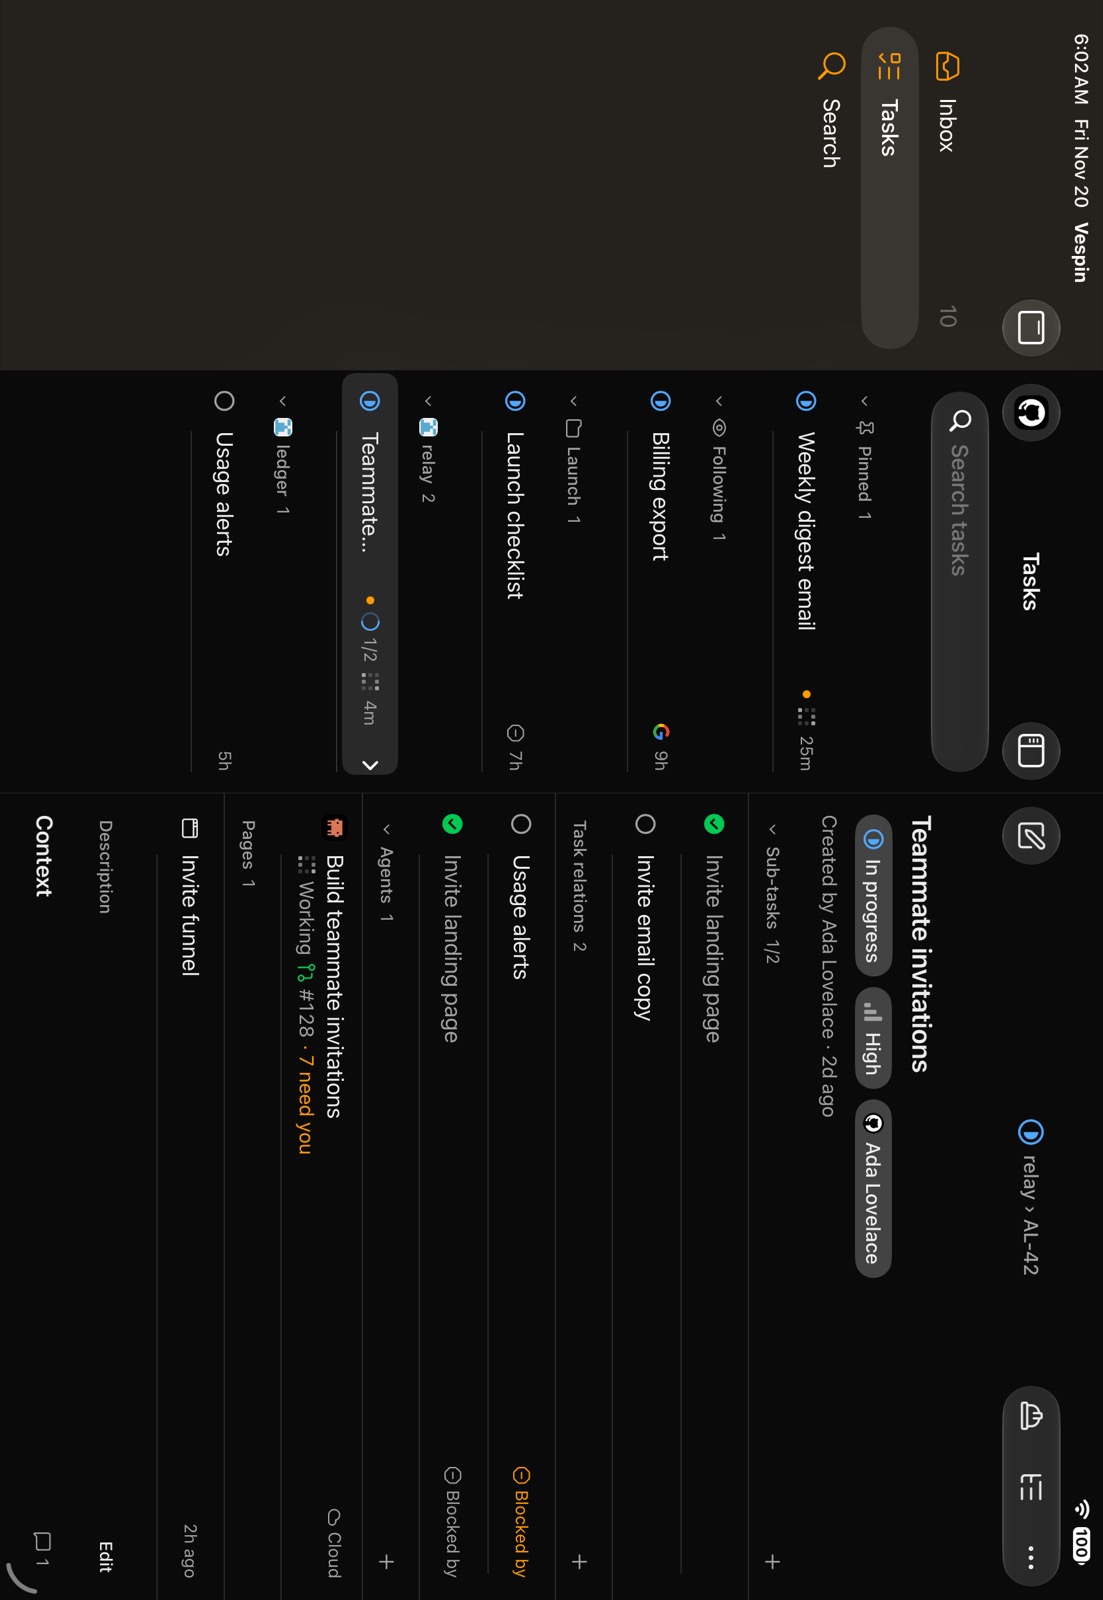 6:02 AM Fri Nov 20 Vespin
100
Inbox 10
Tasks
Search
Tasks
Search tasks
Pinned 1
Weekly digest email 25m
Following 1
Billing export 9h
Launch 1
Launch checklist 7h
relay 2
Teammate... 1/2 4m
ledger 1
Usage alerts 5h
relay › AL-42
Teammate invitations
In progress High Ada Lovelace
Created by Ada Lovelace · 2d ago
Sub-tasks 1/2
Invite landing page
Invite email copy
Task relations 2
Usage alerts Blocked by
Invite landing page Blocked by
Agents 1
Build teammate invitations Cloud
Working #128 · 7 need you
Pages 1
Invite funnel 2h ago
Description Edit
Context 1